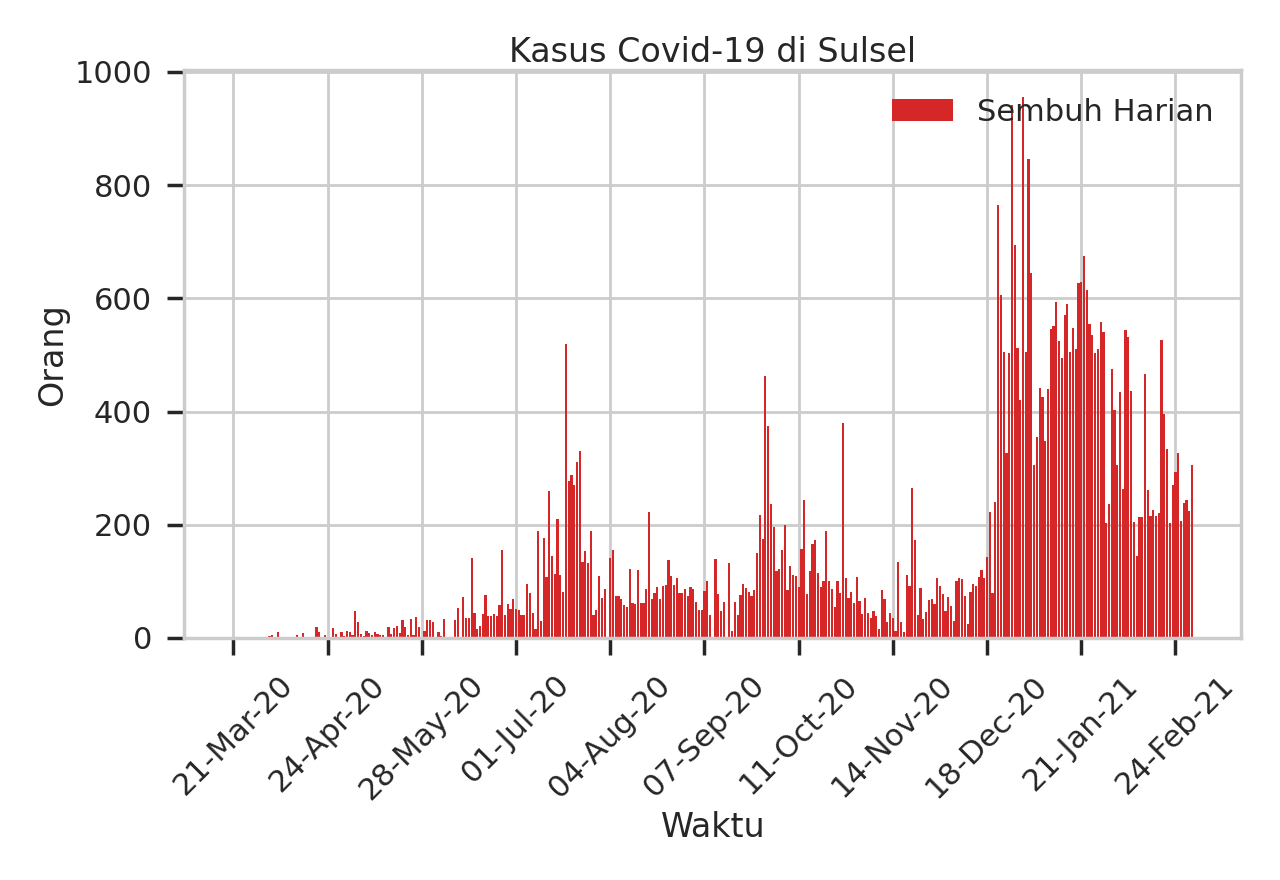 Kasus Covid-19 di Sulsel
Sembuh Harian
Orang
1000
800
600
400
200
0
21-Mar-20
24-Apr-20
28-May-20
01-Jul-20
04-Aug-20
07-Sep-20
11-Oct-20
14-Nov-20
18-Dec-20
21-Jan-21
24-Feb-21
Waktu